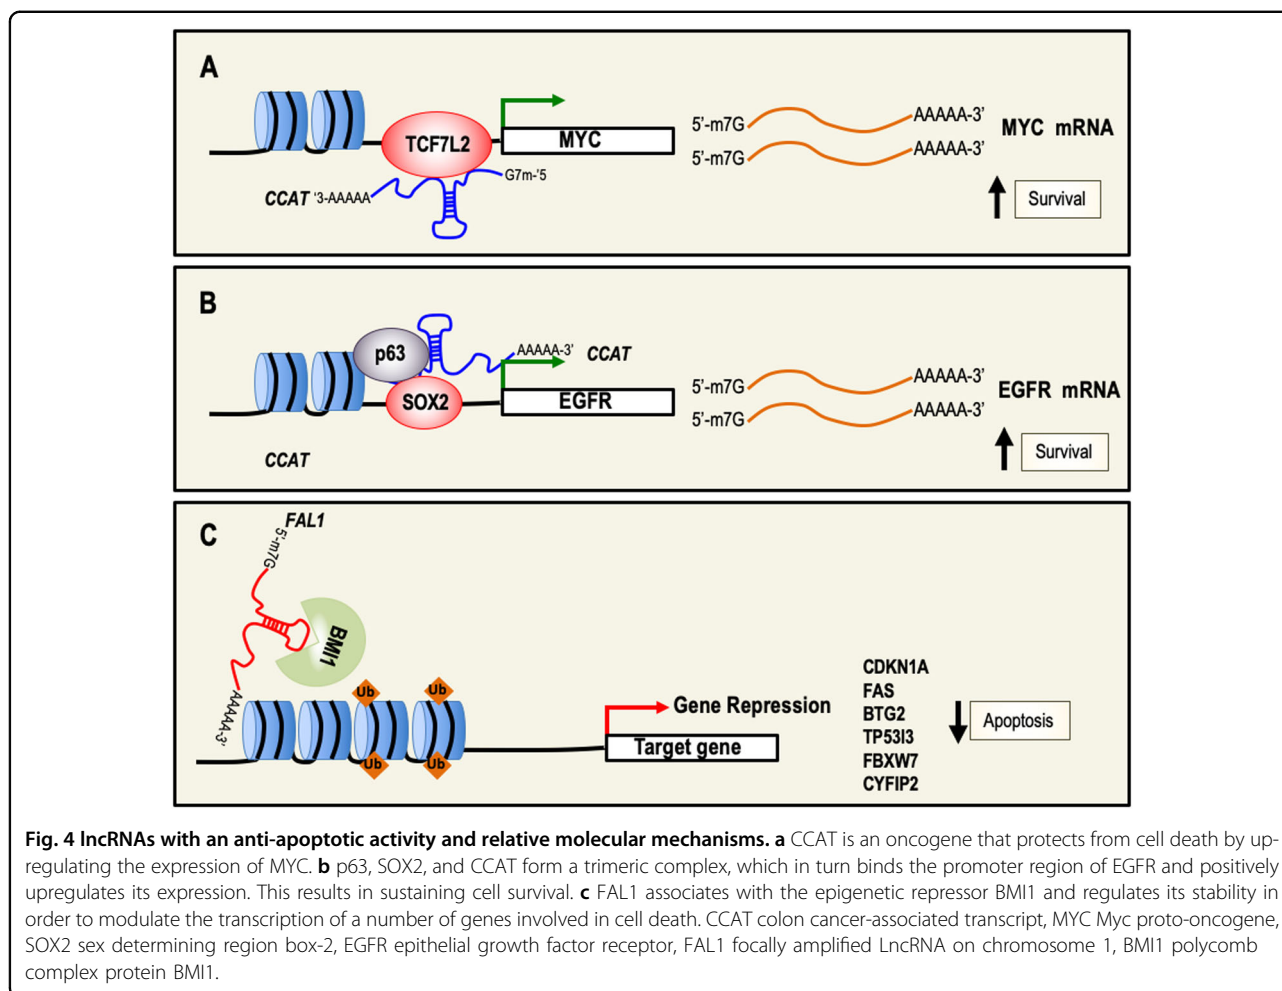 A
TCF7L2
MYC
G7m-'5
CCAT '3-AAAAA
5'-m7G
AAAAA-3'
5'-m7G
AAAAA-3'
MYC mRNA
Survival
B
p63
AAAAA-3' CCAT
SOX2
EGFR
CCAT
5'-m7G
AAAAA-3'
5'-m7G
AAAAA-3'
EGFR mRNA
Survival
C
FAL1
5'-m7G
BMI1
AAAAA-3'
Ub
Ub
Ub
Ub
Gene Repression
Target gene
CDKN1A
FAS
BTG2
TP53I3
FBXW7
CYFIP2
Apoptosis
Fig. 4 lncRNAs with an anti-apoptotic activity and relative molecular mechanisms. a CCAT is an oncogene that protects from cell death by up-
regulating the expression of MYC. b p63, SOX2, and CCAT form a trimeric complex, which in turn binds the promoter region of EGFR and positively
upregulates its expression. This results in sustaining cell survival. c FAL1 associates with the epigenetic repressor BMI1 and regulates its stability in
order to modulate the transcription of a number of genes involved in cell death. CCAT colon cancer-associated transcript, MYC Myc proto-oncogene,
SOX2 sex determining region box-2, EGFR epithelial growth factor receptor, FAL1 focally amplified LncRNA on chromosome 1, BMI1 polycomb
complex protein BMI1.